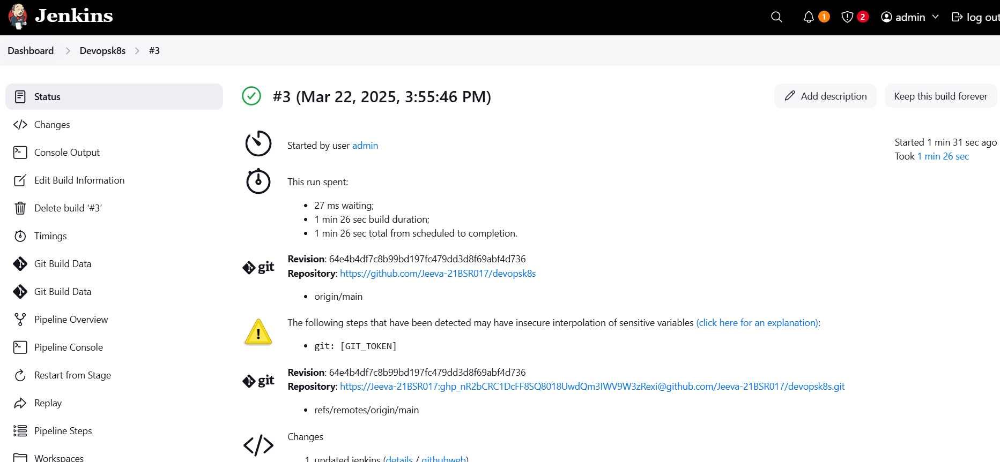 Jenkins
1
2
admin
log out
Dashboard
Devopsk8s
#3
Status
Changes
Console Output
Edit Build Information
Delete build ‘#3’
Timings
Git Build Data
Git Build Data
Pipeline Overview
Pipeline Console
Restart from Stage
Replay
Pipeline Steps
Workspaces
#3 (Mar 22, 2025, 3:55:46 PM)
Add description
Keep this build forever
Started by user admin
Started 1 min 31 sec ago
Took 1 min 26 sec
This run spent:
27 ms waiting;
1 min 26 sec build duration;
1 min 26 sec total from scheduled to completion.
git
Revision: 64e4b4df7c8b99bd197fc479dd3d8f69abf4d736
Repository: https://github.com/Jeeva-21BSR017/devopsk8s
origin/main
The following steps that have been detected may have insecure interpolation of sensitive variables (click here for an explanation):
git: [GIT_TOKEN]
git
Revision: 64e4b4df7c8b99bd197fc479dd3d8f69abf4d736
Repository: https://Jeeva-21BSR017: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@github.com/Jeeva-21BSR017/devopsk8s.git
refs/remotes/origin/main
Changes
1. updated jenkins (details / githubweb)